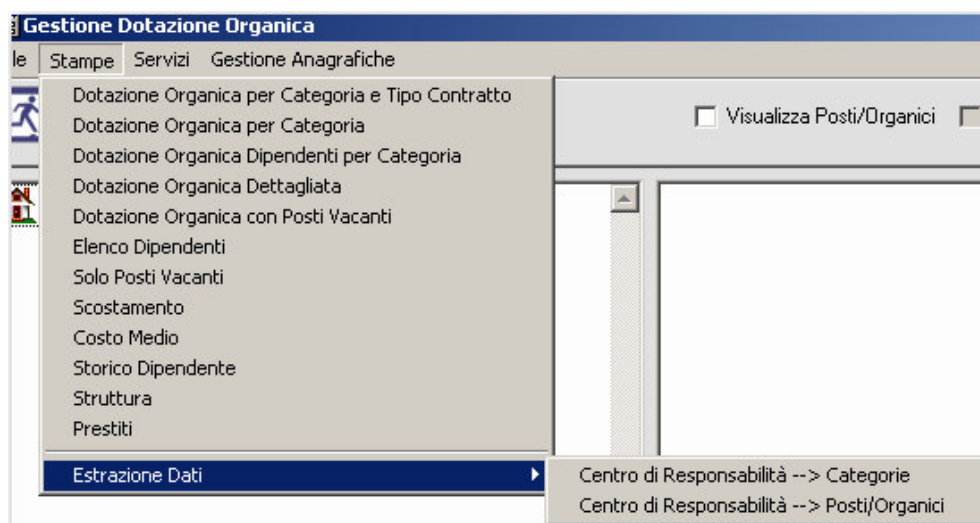 Gestione Dotazione Organica
le Stampe Servizi Gestione Anagrafiche
Dotazione Organica per Categoria e Tipo Contratto
Visualizza Posti/Organici
Dotazione Organica per Categoria
Dotazione Organica Dipendenti per Categoria
Dotazione Organica Dettagliata
Dotazione Organica con Posti Vacanti
Elenco Dipendenti
Solo Posti Vacanti
Scostamento
Costo Medio
Storico Dipendente
Struttura
Prestiti
Estrazione Dati
Centro di Responsabilità --> Categorie
Centro di Responsabilità --> Posti/Organici